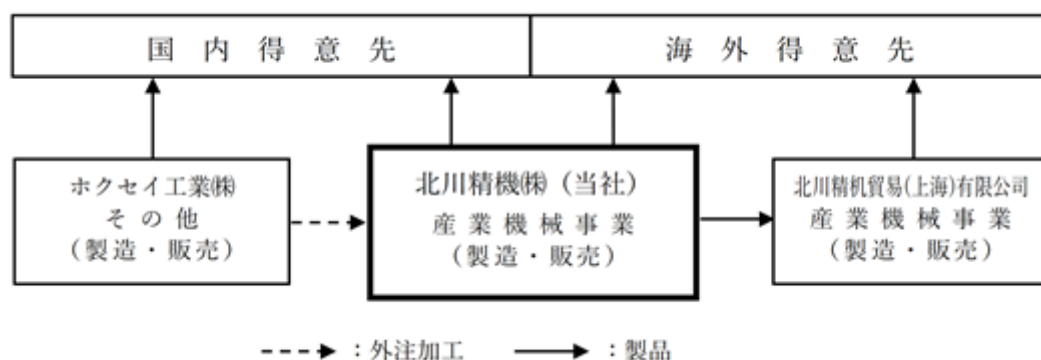 国内得意先
海外得意先
ホクセイ工業㈱
その他
(製造・販売)
北川精機㈱(当社)
産業機械事業
(製造・販売)
北川精机貿易(上海)有限公司
産業機械事業
(製造・販売)
:外注加工
:製品